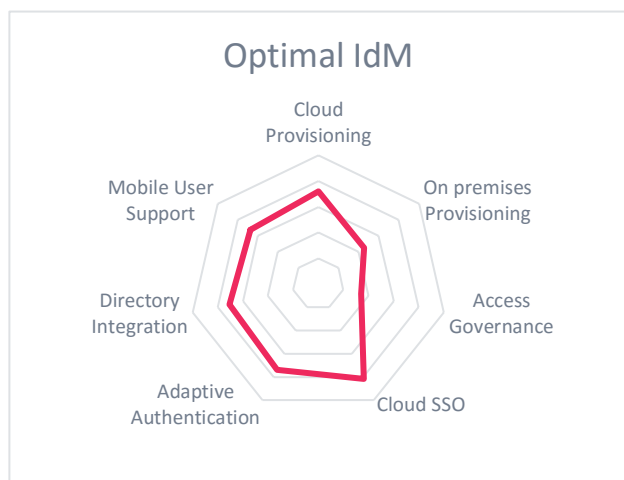 Optimal IdM
Cloud
Provisioning
On premises
Provisioning
Access
Governance
Cloud SSO
Adaptive
Authentication
Directory
Integration
Mobile User
Support